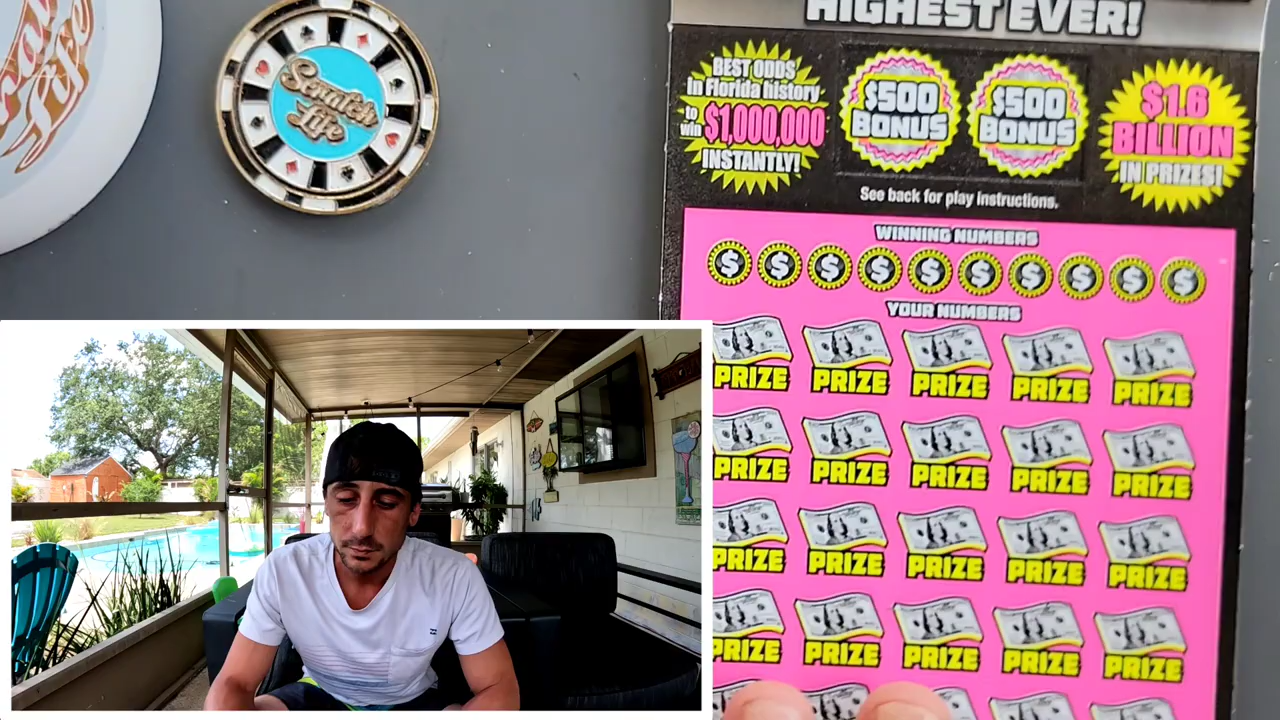 Scratch
Life
HIGHEST EVER!
BEST ODDS
In Florida history
to win $1,000,000
INSTANTLY!
$500
BONUS
$500
BONUS
$1.6
BILLION
IN PRIZES!
See back for play instructions.
WINNING NUMBERS
$ $ $ $ $ $ $ $ $ $
YOUR NUMBERS
PRIZE PRIZE PRIZE PRIZE PRIZE
PRIZE PRIZE PRIZE PRIZE PRIZE
PRIZE PRIZE PRIZE PRIZE PRIZE
PRIZE PRIZE PRIZE PRIZE PRIZE